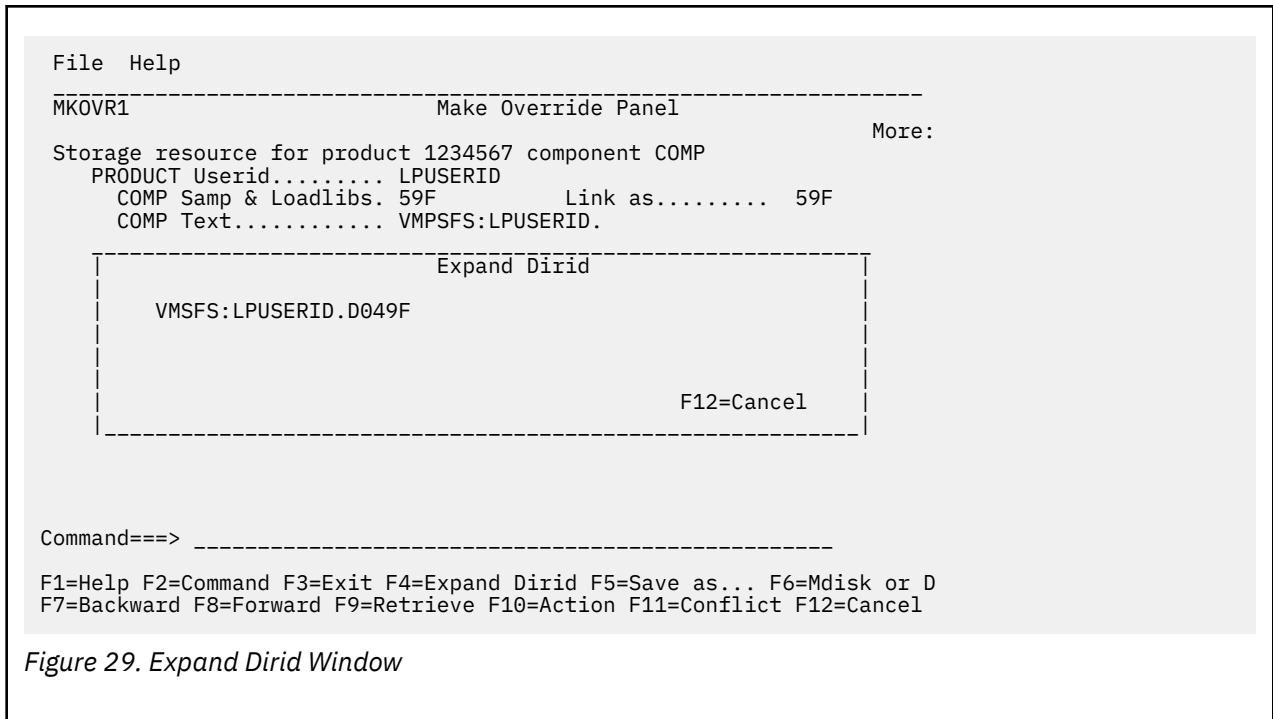 File  Help
MKOVR1                        Make Override Panel
More:
Storage resource for product 1234567 component COMP
PRODUCT Userid......... LPUSERID
COMP Samp & Loadlibs. 59F          Link as.........  59F
COMP Text............ VMPSFS:LPUSERID.
Expand Dirid
VMSFS:LPUSERID.D049F
F12=Cancel
Command===> __________________________________________________
F1=Help F2=Command F3=Exit F4=Expand Dirid F5=Save as... F6=Mdisk or D
F7=Backward F8=Forward F9=Retrieve F10=Action F11=Conflict F12=Cancel
Figure 29. Expand Dirid Window